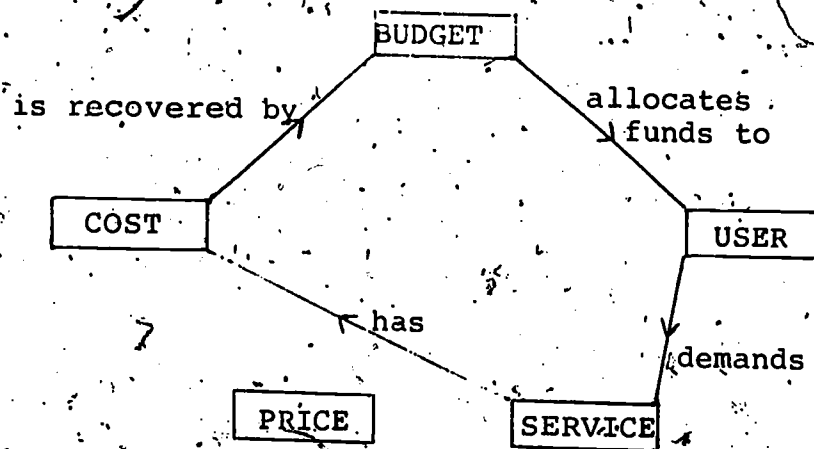 BUDGET
is recovered by
allocates
funds to
COST
USER
has
demands
PRICE
SERVICE